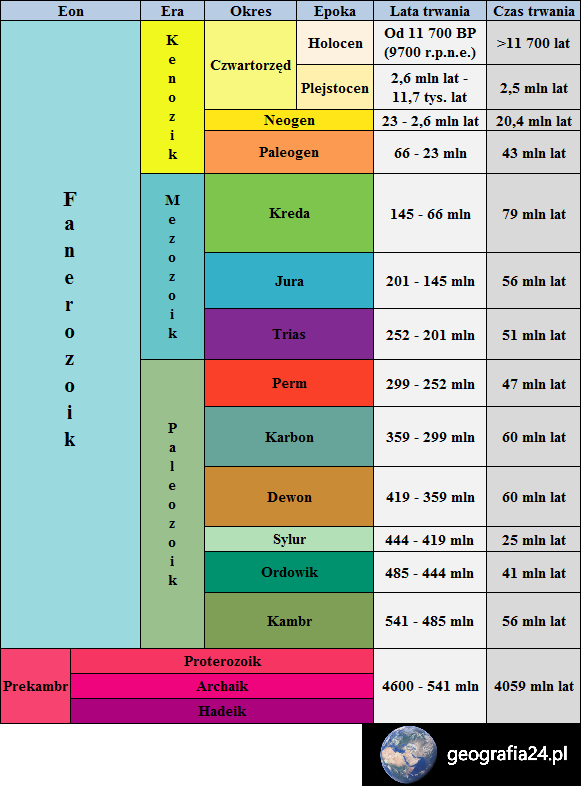 Eon Era Okres Epoka Lata trwania Czas trwania
Fanerozoik
Kenozik
Czwartorzęd
Holocen
Od 11 700 BP
(9700 r.p.n.e.)
>11 700 lat
Plejstocen
2,6 mln lat -
11,7 tys. lat
2,5 mln lat
Neogen 23 - 2,6 mln lat 20,4 mln lat
Paleogen 66 - 23 mln 43 mln lat
Mezozoik
Kreda 145 - 66 mln 79 mln lat
Jura 201 - 145 mln 56 mln lat
Trias 252 - 201 mln 51 mln lat
Paleozoik
Perm 299 - 252 mln 47 mln lat
Karbon 359 - 299 mln 60 mln lat
Dewon 419 - 359 mln 60 mln lat
Sylur 444 - 419 mln 25 mln lat
Ordowik 485 - 444 mln 41 mln lat
Kambr 541 - 485 mln 56 mln lat
Prekambr
Proterozoik
Archaik
Hadeik
4600 - 541 mln 4059 mln lat
geografia24.pl